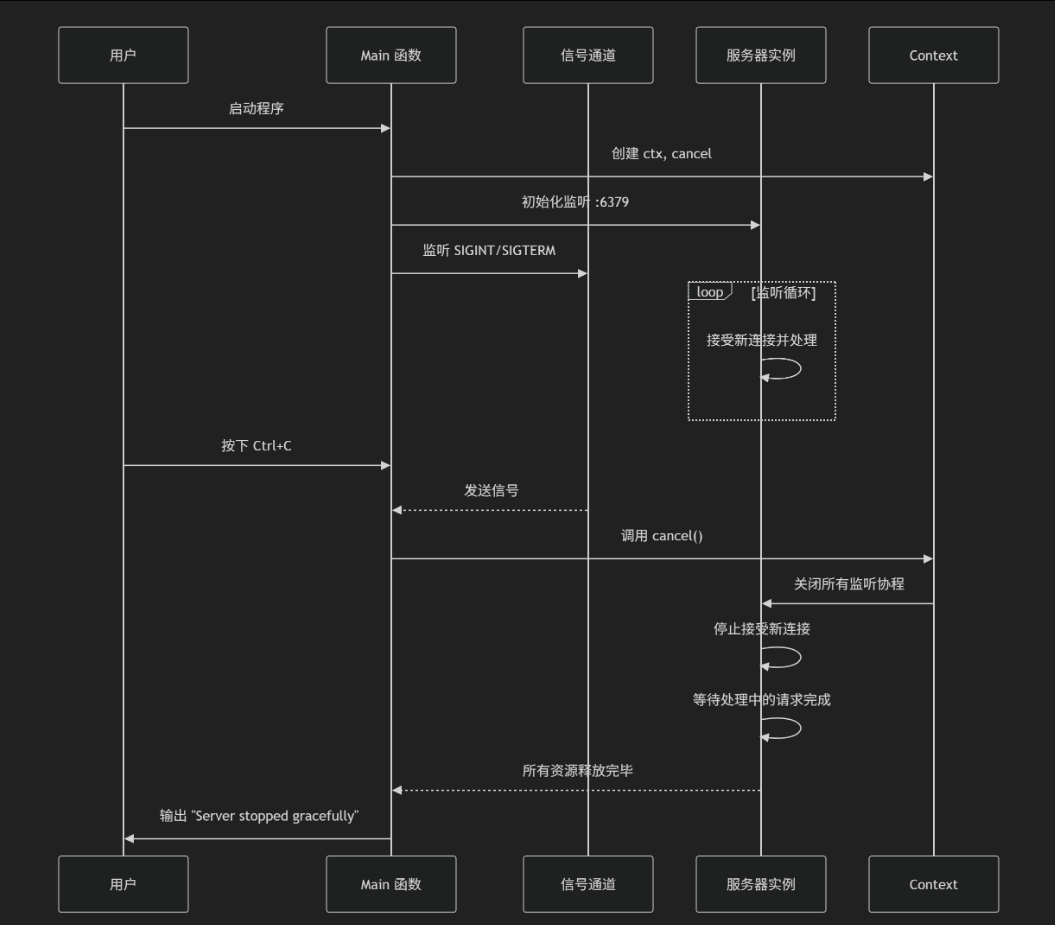 用户
Main 函数
信号通道
服务器实例
Context
启动程序
创建 ctx, cancel
初始化监听 :6379
监听 SIGINT/SIGTERM
loop
[监听循环]
接受新连接并处理
按下 Ctrl+C
发送信号
调用 cancel()
关闭所有监听协程
停止接受新连接
等待处理中的请求完成
所有资源释放完毕
输出 "Server stopped gracefully"
用户
Main 函数
信号通道
服务器实例
Context